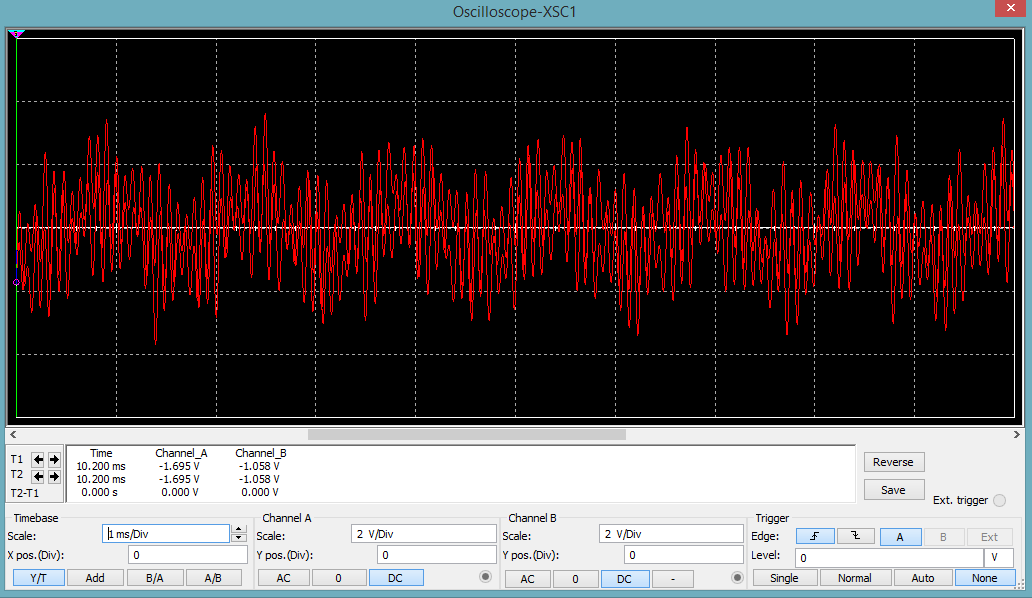 Oscilloscope-XSC1
T1
T2
T2-T1
Time Channel_A Channel_B
10.200 ms -1.695 V -1.058 V
10.200 ms -1.695 V -1.058 V
0.000 s 0.000 V 0.000 V
Reverse
Save
Ext. trigger
Timebase
Scale: 1 ms/Div
X pos.(Div): 0
Y/T Add B/A A/B
Channel A
Scale: 2 V/Div
Y pos.(Div): 0
AC 0 DC
Channel B
Scale: 2 V/Div
Y pos.(Div): 0
AC 0 DC -
Trigger
Edge: A B Ext
Level: 0 V
Single Normal Auto None